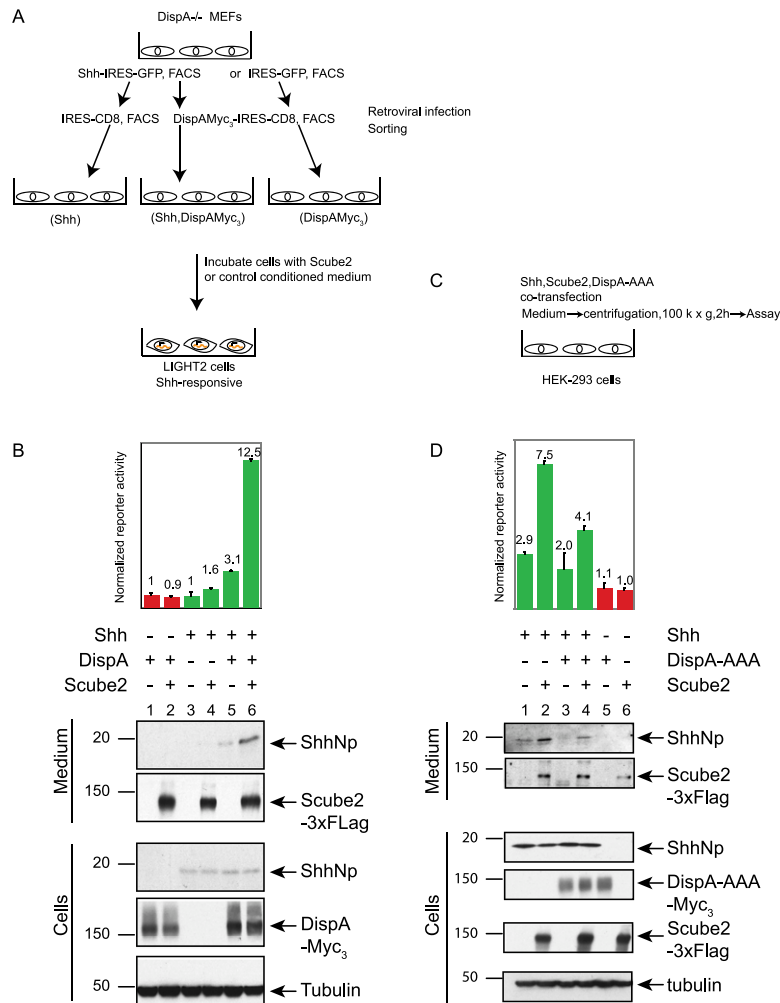 A
DispA-/- MEFs
Shh-IRES-GFP, FACS or IRES-GFP, FACS
IRES-CD8, FACS DispAMyc3-IRES-CD8, FACS
Retroviral infection
Sorting
(Shh) (Shh,DispAMyc3) (DispAMyc3)
Incubate cells with Scube2
or control conditioned medium
LIGHT2 cells
Shh-responsive
C
Shh,Scube2,DispA-AAA
co-transfection
Medium→centrifugation,100 k x g,2h→Assay
HEK-293 cells
B
Normalized reporter activity
1 0.9 1 1.6 3.1 12.5
Shh - - + + + +
DispA + + - - + +
Scube2 - + - + - +
1 2 3 4 5 6
Medium
20 ShhNp
150 Scube2
-3xFLag
Cells
20 ShhNp
150 DispA
-Myc3
50 Tubulin
D
Normalized reporter activity
2.9 7.5 2.0 4.1 1.1 1.0
+ + + + - - Shh
- - + + + - DispA-AAA
- + - + - + Scube2
1 2 3 4 5 6
Medium
20 ShhNp
150 Scube2
-3xFlag
Cells
20 ShhNp
150 DispA-AAA
-Myc3
150 Scube2
-3xFlag
50 tubulin